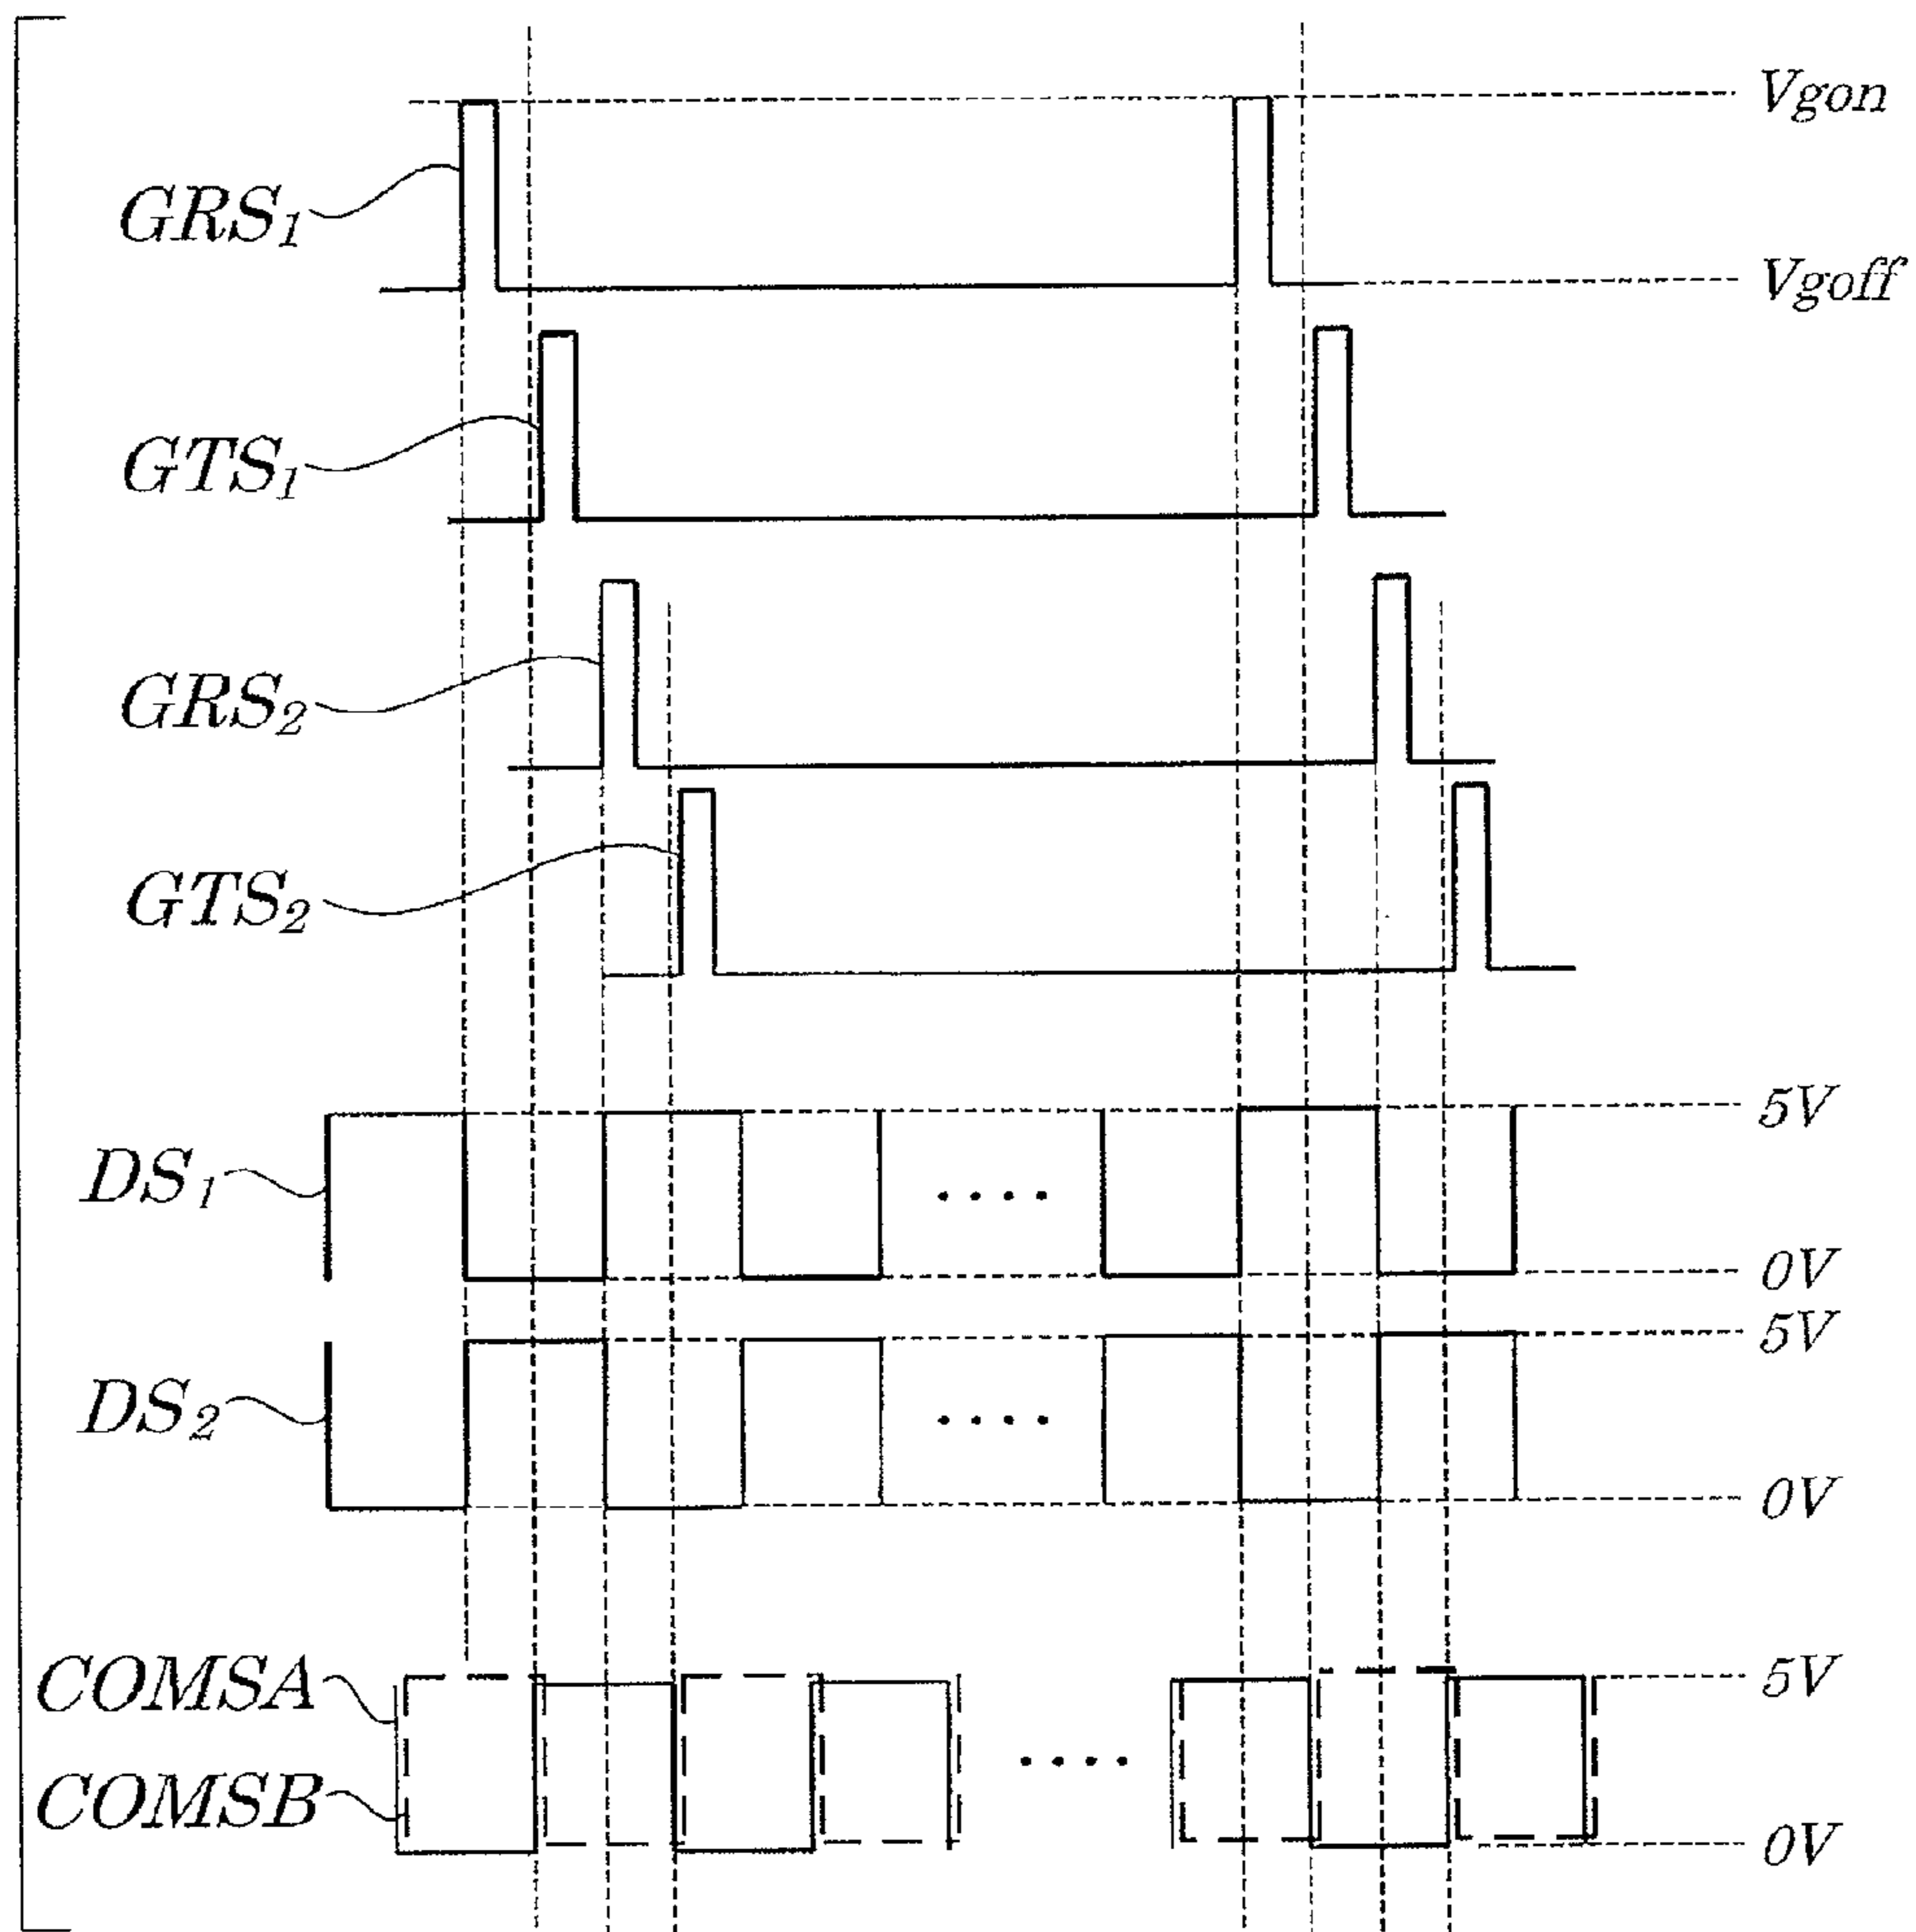 Vgon
GRS1
Vgoff
GTS1
GRS2
GTS2
5V
DS1
0V
5V
DS2
0V
COMSA
5V
COMSB
0V